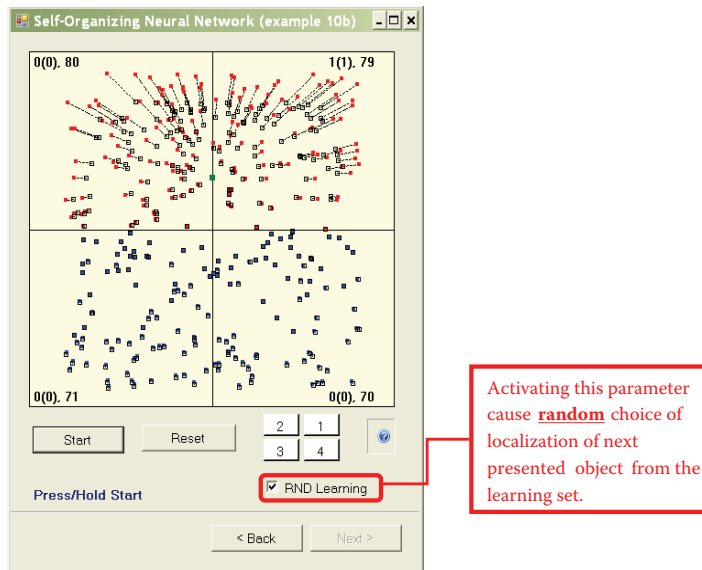 Self-Organizing Neural Network (example 10b)
0(0), 80
1(1), 79
0(0), 71
0(0), 70
Start
Reset
2
1
3
4
RND Learning
Press/Hold Start
< Back
Next >
Activating this parameter
cause random choice of
localization of next
presented object from the
learning set.